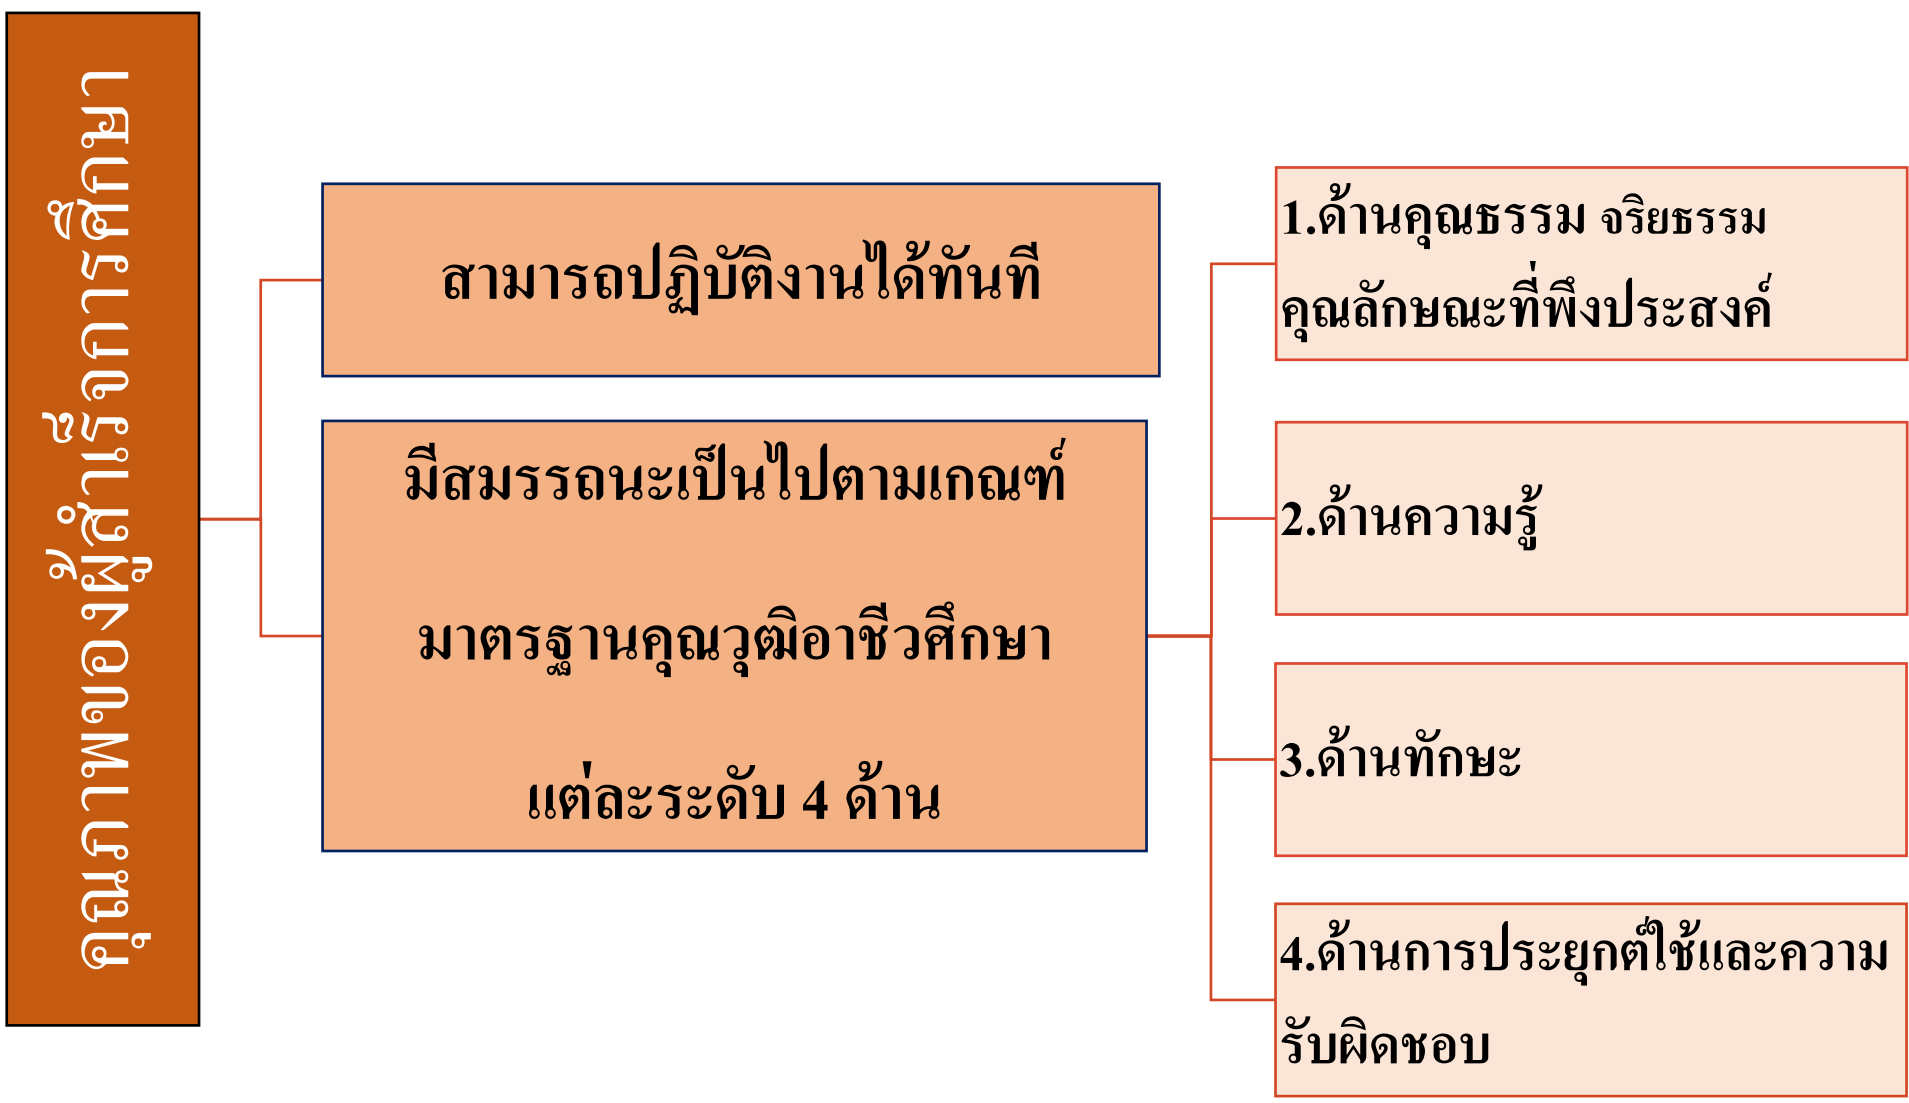 คุณภาพของผู้สำเร็จการศึกษา
สามารถปฏิบัติงานได้ทันที
มีสมรรถนะเป็นไปตามเกณฑ์
มาตรฐานคุณวุฒิอาชีวศึกษา
แต่ละระดับ 4 ด้าน
1.ด้านคุณธรรม จริยธรรม
คุณลักษณะที่พึงประสงค์
2.ด้านความรู้
3.ด้านทักษะ
4.ด้านการประยุกต์ใช้และความ
รับผิดชอบ